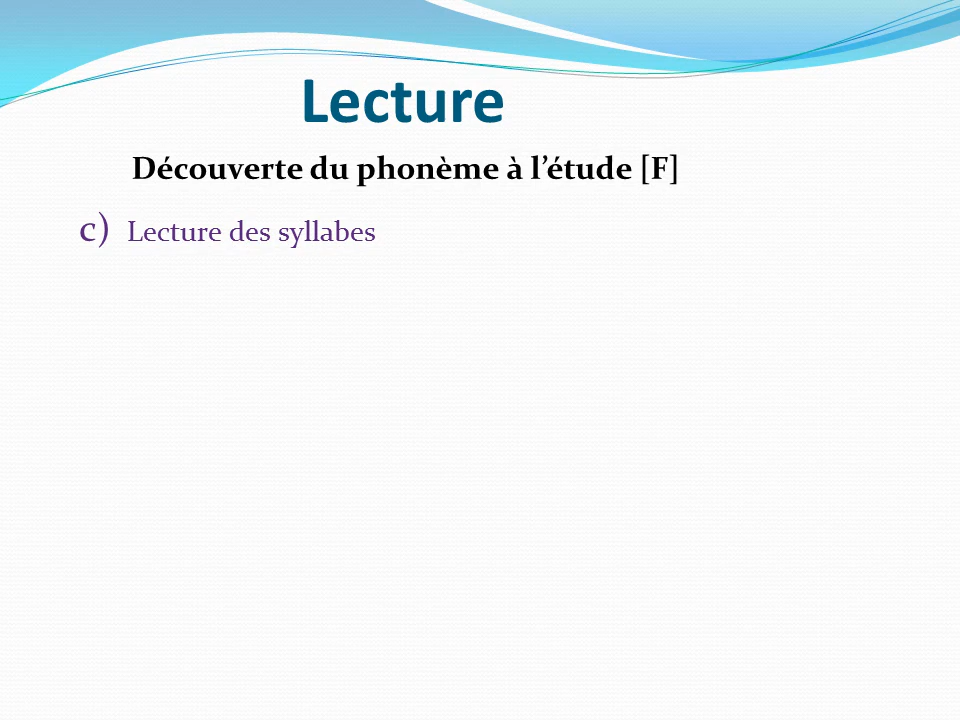 Lecture
Découverte du phonème à l’étude [F]
c) Lecture des syllabes